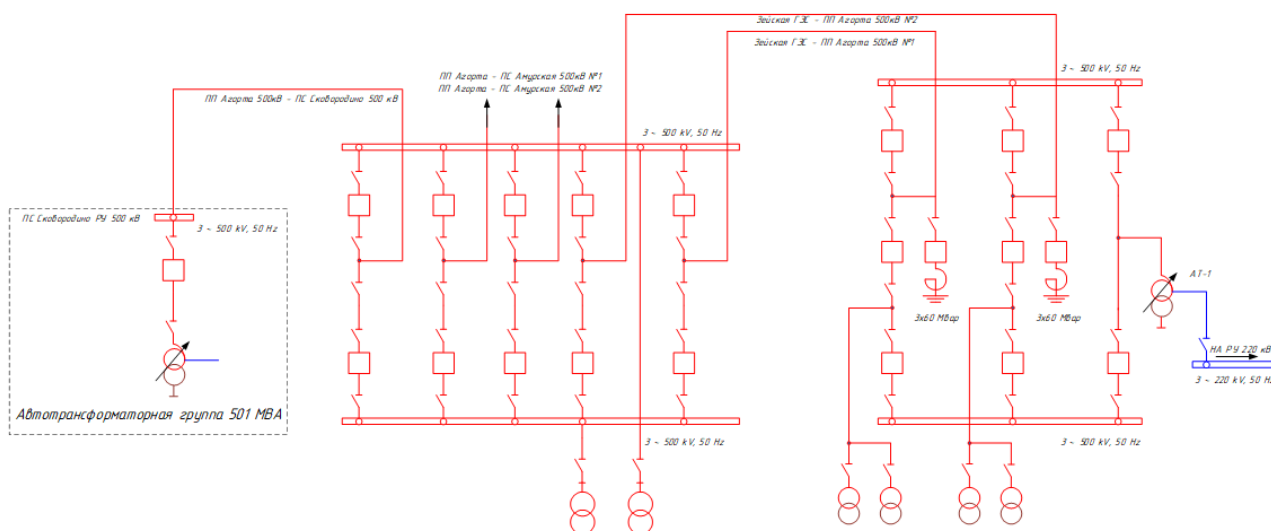 Зейская ГЭС - ПП Агорта 500кВ №2
Зейская ГЭС - ПП Агорта 500кВ №1
ПП Агорта - ПС Амурская 500кВ №1
ПП Агорта - ПС Амурская 500кВ №2
3 ~ 500 kV, 50 Hz
ПП Агорта 500кВ - ПС Сковородино 500 кВ
3 ~ 500 kV, 50 Hz
ПС Сковородино РУ 500 кВ
3 ~ 500 kV, 50 Hz
АТ-1
3х60 Мвар
3х60 Мвар
НА РУ 220 кВ
3 ~ 220 kV, 50 Hz
Автотрансформаторная группа 501 МВА
3 ~ 500 kV, 50 Hz
3 ~ 500 kV, 50 Hz